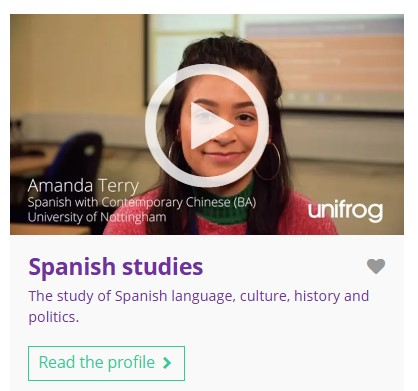 Amanda Terry
Spanish with Contemporary Chinese (BA)
University of Nottingham
unifrog
Spanish studies
The study of Spanish language, culture, history and
politics.
Read the profile